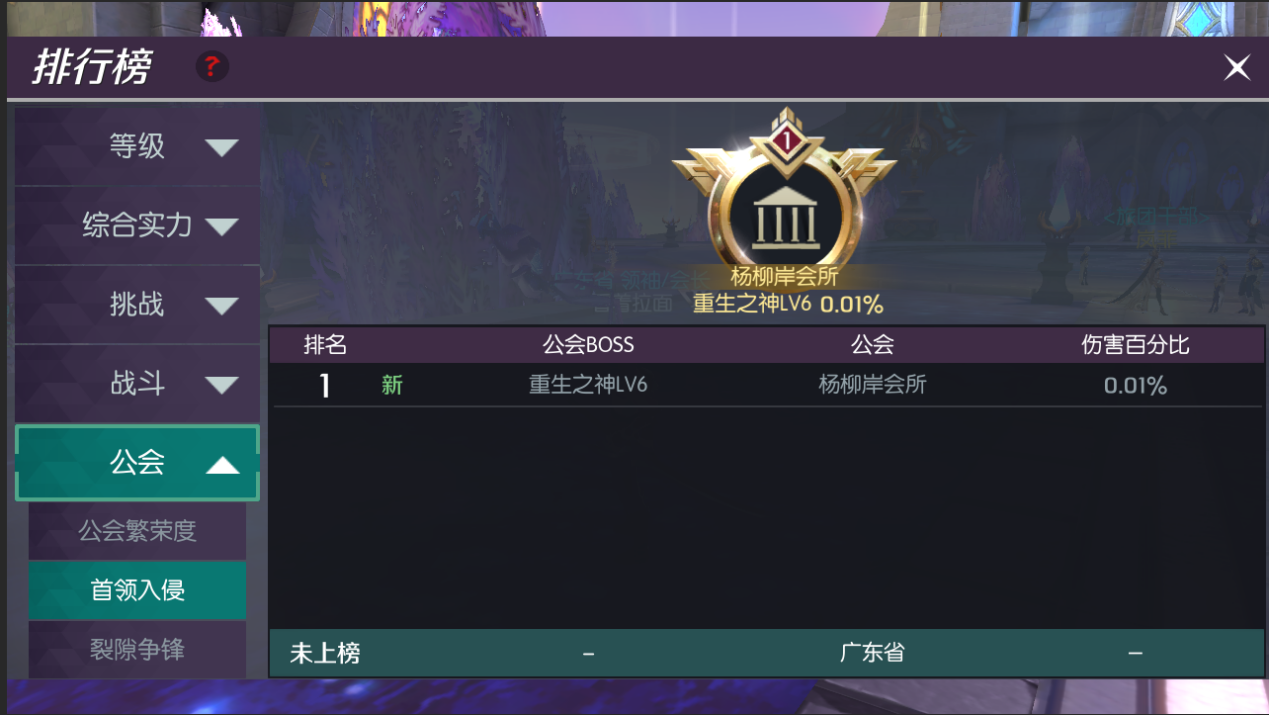 排行榜 ?
等级
综合实力
挑战
战斗
公会
公会繁荣度
首领入侵
裂隙争锋
1
杨柳岸会所
重生之神LV6 0.01%
排名 公会BOSS 公会 伤害百分比
1 新 重生之神LV6 杨柳岸会所 0.01%
未上榜 – 广东省 –